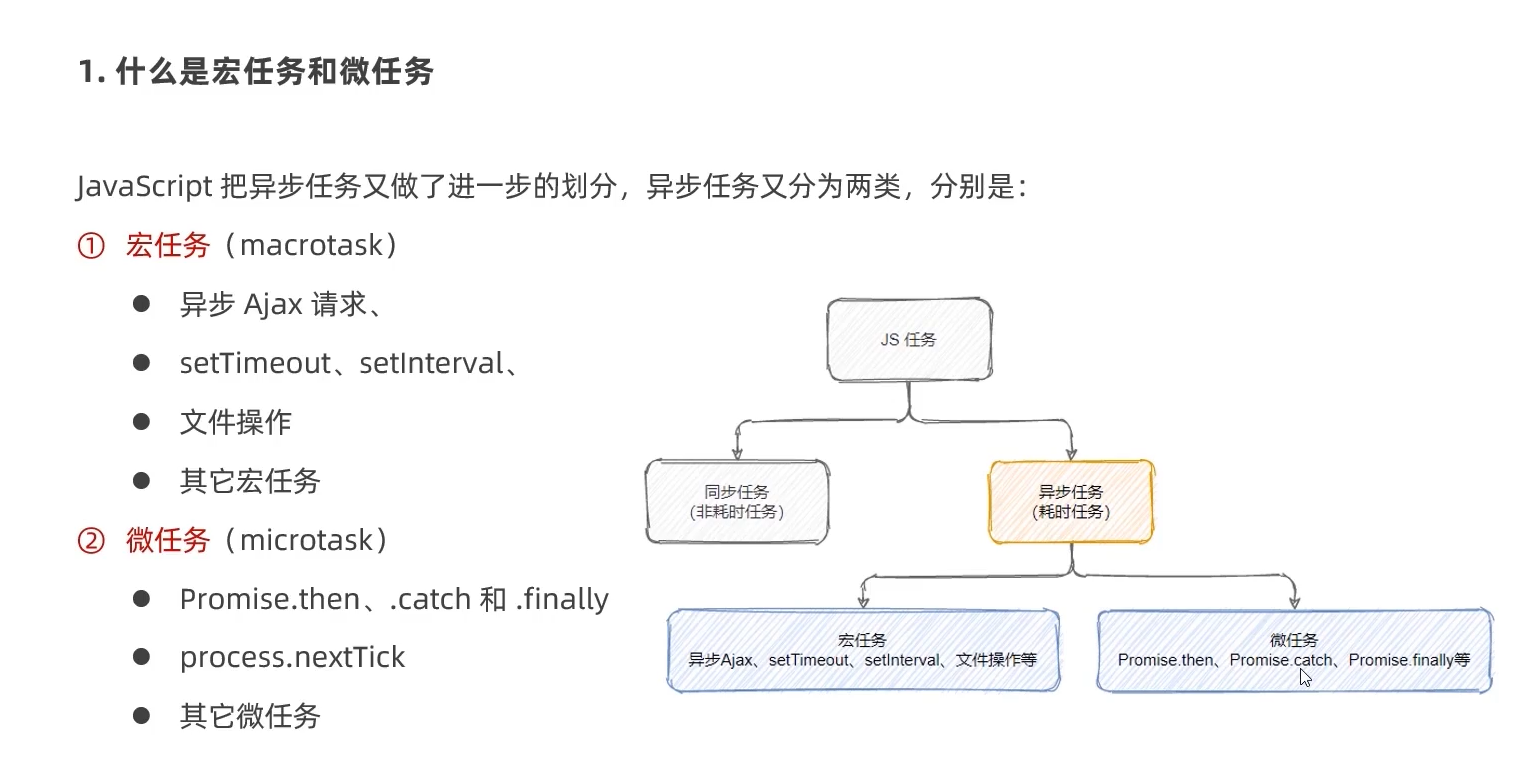 1. 什么是宏任务和微任务
JavaScript 把异步任务又做了进一步的划分，异步任务又分为两类，分别是：
① 宏任务（macrotask）
● 异步 Ajax 请求、
● setTimeout、setInterval、
● 文件操作
● 其它宏任务
② 微任务（microtask）
● Promise.then、.catch 和 .finally
● process.nextTick
● 其它微任务
JS 任务
同步任务
(非耗时任务)
异步任务
(耗时任务)
宏任务
异步Ajax、setTimeout、setInterval、文件操作等
微任务
Promise.then、Promise.catch、Promise.finally等